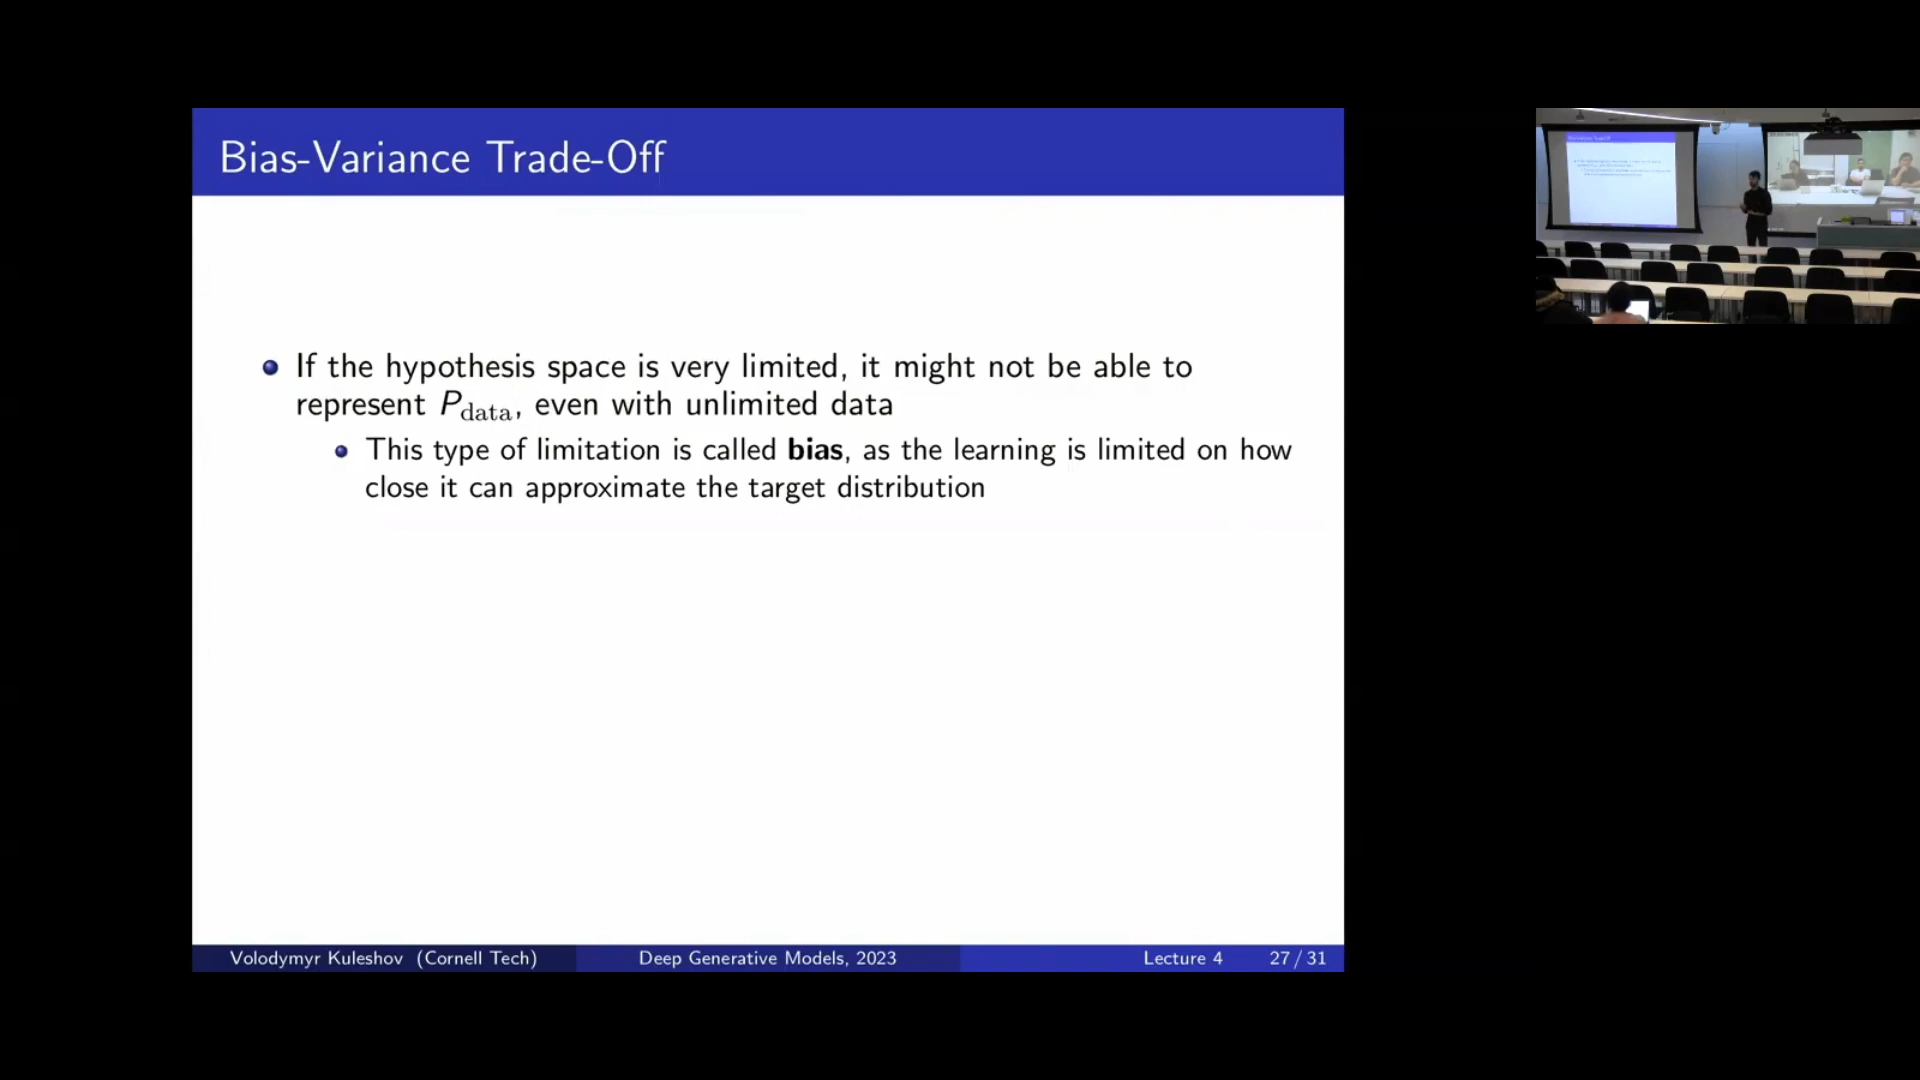 Bias-Variance Trade-Off
If the hypothesis space is very limited, it might not be able to
represent P_data, even with unlimited data
This type of limitation is called bias, as the learning is limited on how
close it can approximate the target distribution
Volodymyr Kuleshov (Cornell Tech) Deep Generative Models, 2023 Lecture 4 27 / 31